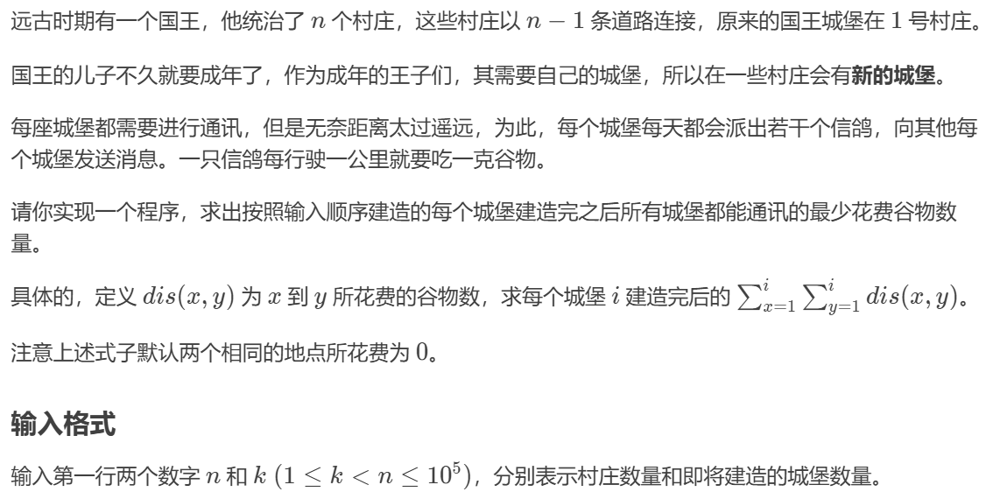 远古时期有一个国王，他统治了 n 个村庄，这些村庄以 n − 1 条道路连接，原来的国王城堡在 1 号村庄。
国王的儿子不久就要成年了，作为成年的王子们，其需要自己的城堡，所以在一些村庄会有新的城堡。
每座城堡都需要进行通讯，但是无奈距离太过遥远，为此，每个城堡每天都会派出若干个信鸽，向其他每
个城堡发送消息。一只信鸽每行驶一公里就要吃一克谷物。
请你实现一个程序，求出按照输入顺序建造的每个城堡建造完之后所有城堡都能通讯的最少花费谷物数
量。
具体的，定义 dis(x, y) 为 x 到 y 所花费的谷物数，求每个城堡 i 建造完后的 ∑_{x=1}^{i} ∑_{y=1}^{i} dis(x, y)。
注意上述式子默认两个相同的地点所花费为 0。
输入格式
输入第一行两个数字 n 和 k (1 ≤ k < n ≤ 10^5)，分别表示村庄数量和即将建造的城堡数量。